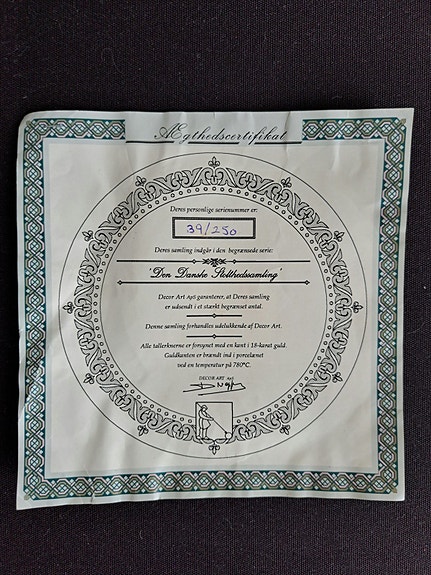 Ægthedscertifikat
Deres personlige serienummer er:
39/250
Deres samling indgår i den begrænsede serie:
'Den Danske Stolthedsamling'
Decor Art ApS garanterer, at Deres samling
er udsendt i et stærkt begrænset antal.
Denne samling forhandles udelukkende af Decor Art.
Alle tallerknerne er forsynet med en kant i 18-karat guld.
Guldkanten er brændt ind i porcelænet
ved en temperatur på 780°C.
DECOR ART ApS